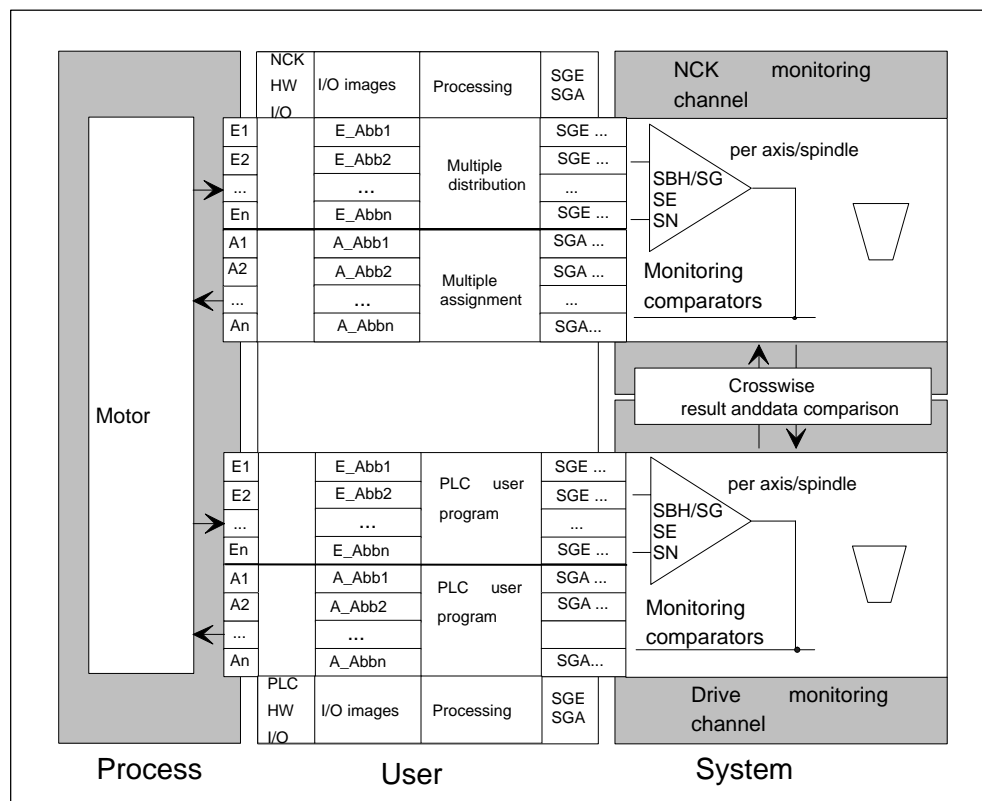 NCK
HW
I/O
I/O images
Processing
SGE
SGA
NCK monitoring
channel
E1
E_Abb1
SGE ...
E2
E_Abb2
SGE ...
...
...
...
En
E_Abbn
SGE ...
Multiple
distribution
A1
A_Abb1
SGA ...
A2
A_Abb2
SGA ...
...
...
...
An
A_Abbn
SGA...
Multiple
assignment
per axis/spindle
SBH/SG
SE
SN
Monitoring
comparators
Crosswise
result anddata comparison
Motor
E1
E_Abb1
SGE ...
E2
E_Abb2
SGE ...
...
...
...
En
E_Abbn
SGE ...
PLC user
program
A1
A_Abb1
SGA ...
A2
A_Abb2
SGA ...
...
...
An
A_Abbn
SGA...
PLC user
program
per axis/spindle
SBH/SG
SE
SN
Monitoring
comparators
PLC
HW
I/O
I/O images
Processing
SGE
SGA
Drive monitoring
channel
Process
User
System